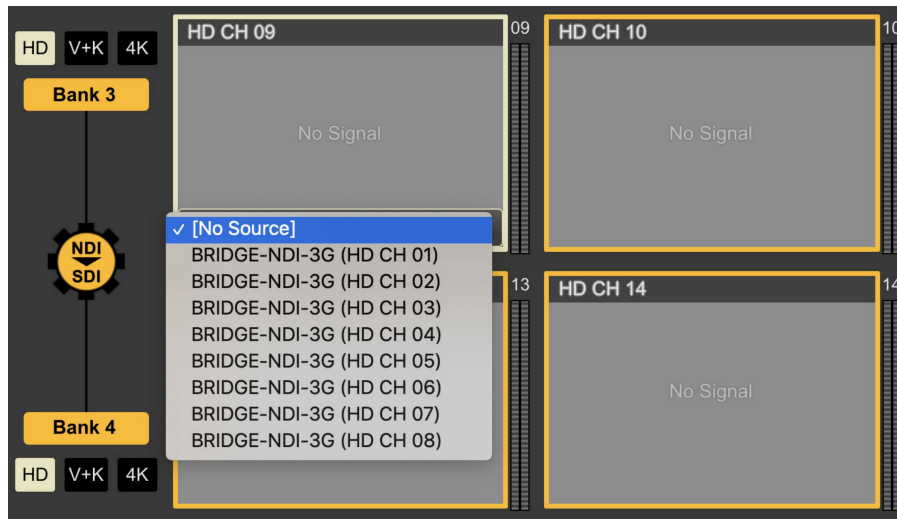 HD V+K 4K
Bank 3
NDI
SDI
Bank 4
HD V+K 4K
HD CH 09
09
No Signal
HD CH 10
10
No Signal
✓ [No Source]
BRIDGE-NDI-3G (HD CH 01)
BRIDGE-NDI-3G (HD CH 02)
BRIDGE-NDI-3G (HD CH 03)
BRIDGE-NDI-3G (HD CH 04)
BRIDGE-NDI-3G (HD CH 05)
BRIDGE-NDI-3G (HD CH 06)
BRIDGE-NDI-3G (HD CH 07)
BRIDGE-NDI-3G (HD CH 08)
13
HD CH 14
14
No Signal